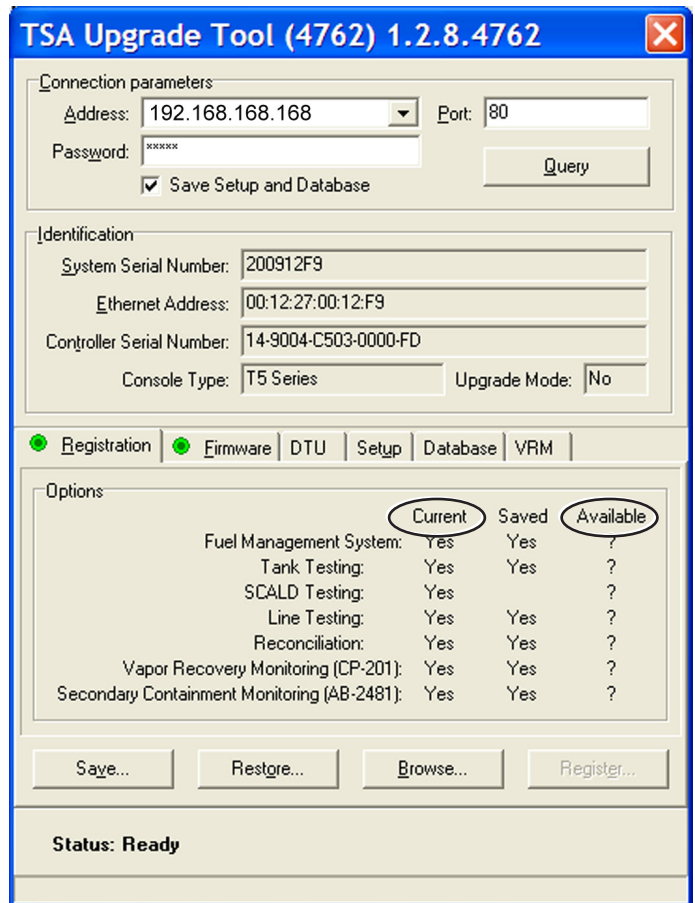 TSA Upgrade Tool (4762) 1.2.8.4762
Connection parameters
Address: 192.168.168.168 Port: 80
Password: *****
Query
Save Setup and Database
Identification
System Serial Number: 200912F9
Ethernet Address: 00:12:27:00:12:F9
Controller Serial Number: 14-9004-C503-0000-FD
Console Type: T5 Series Upgrade Mode: No
Registration Firmware DTU Setup Database VRM
Options
Current Saved Available
Fuel Management System: Yes Yes ?
Tank Testing: Yes Yes ?
SCALD Testing: Yes ?
Line Testing: Yes Yes ?
Reconciliation: Yes Yes ?
Vapor Recovery Monitoring (CP-201): Yes Yes ?
Secondary Containment Monitoring (AB-2481): Yes Yes ?
Save... Restore... Browse... Register...
Status: Ready